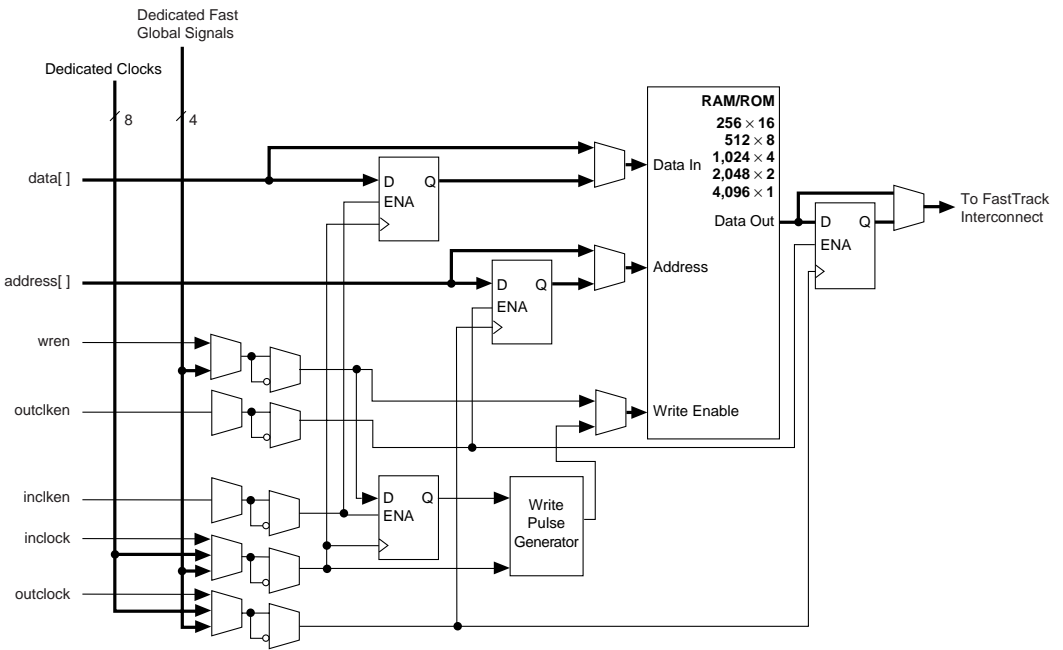 Dedicated Fast
Global Signals
Dedicated Clocks
8
4
RAM/ROM
256 × 16
512 × 8
1,024 × 4
2,048 × 2
4,096 × 1
data[ ]
D Q
ENA
Data In
Data Out
D Q
ENA
To FastTrack
Interconnect
address[ ]
D Q
ENA
Address
wren
outclken
Write Enable
inclken
D Q
ENA
Write
Pulse
Generator
inclock
outclock